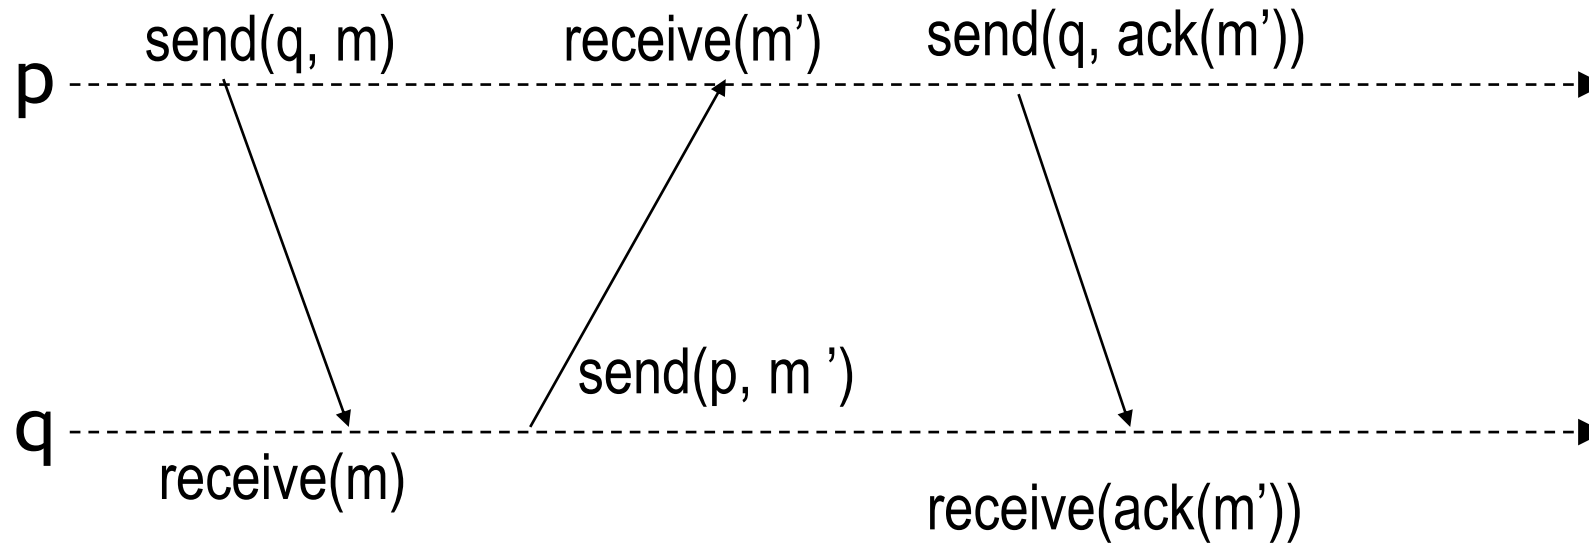 send(q, m)
receive(m’)
send(q, ack(m’))
p
send(p, m ’)
q
receive(m)
receive(ack(m’))